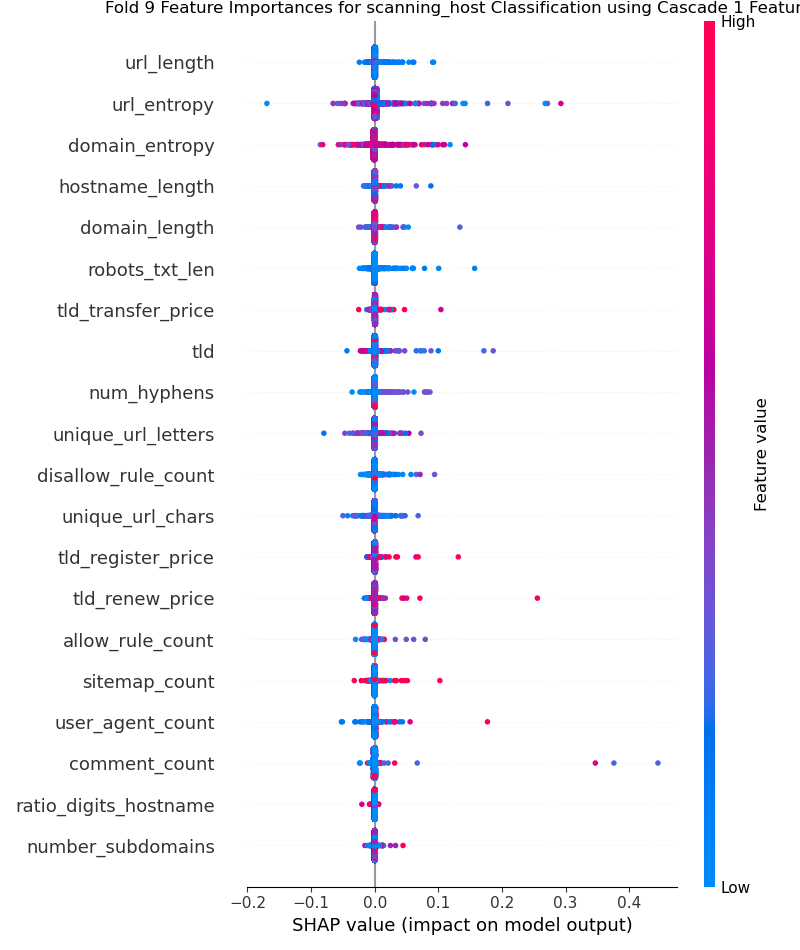 Fold 9 Feature Importances for scanning_host Classification using Cascade 1 Featur
High
url_length
url_entropy
domain_entropy
hostname_length
domain_length
robots_txt_len
tld_transfer_price
tld
num_hyphens
unique_url_letters
disallow_rule_count
unique_url_chars
tld_register_price
tld_renew_price
allow_rule_count
sitemap_count
user_agent_count
comment_count
ratio_digits_hostname
number_subdomains
Feature value
Low
−0.2 −0.1 0.0 0.1 0.2 0.3 0.4
SHAP value (impact on model output)